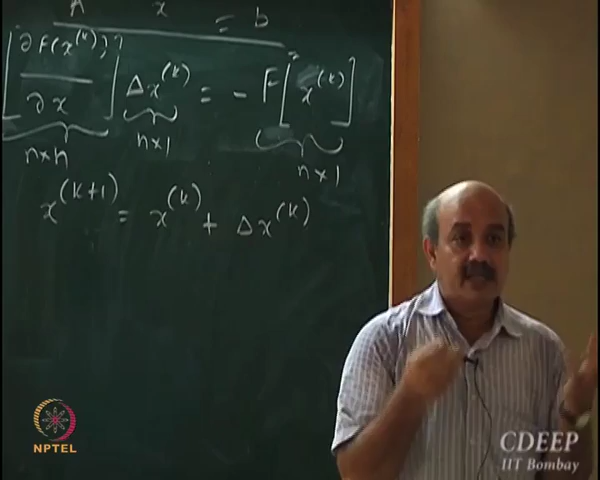 A x = b
[∂F(x^(k)) / ∂x] Δx^(k) = - F[x^(k)]
n×n n×1 n×1
x^(k+1) = x^(k) + Δx^(k)
NPTEL
CDEEP
IIT Bombay